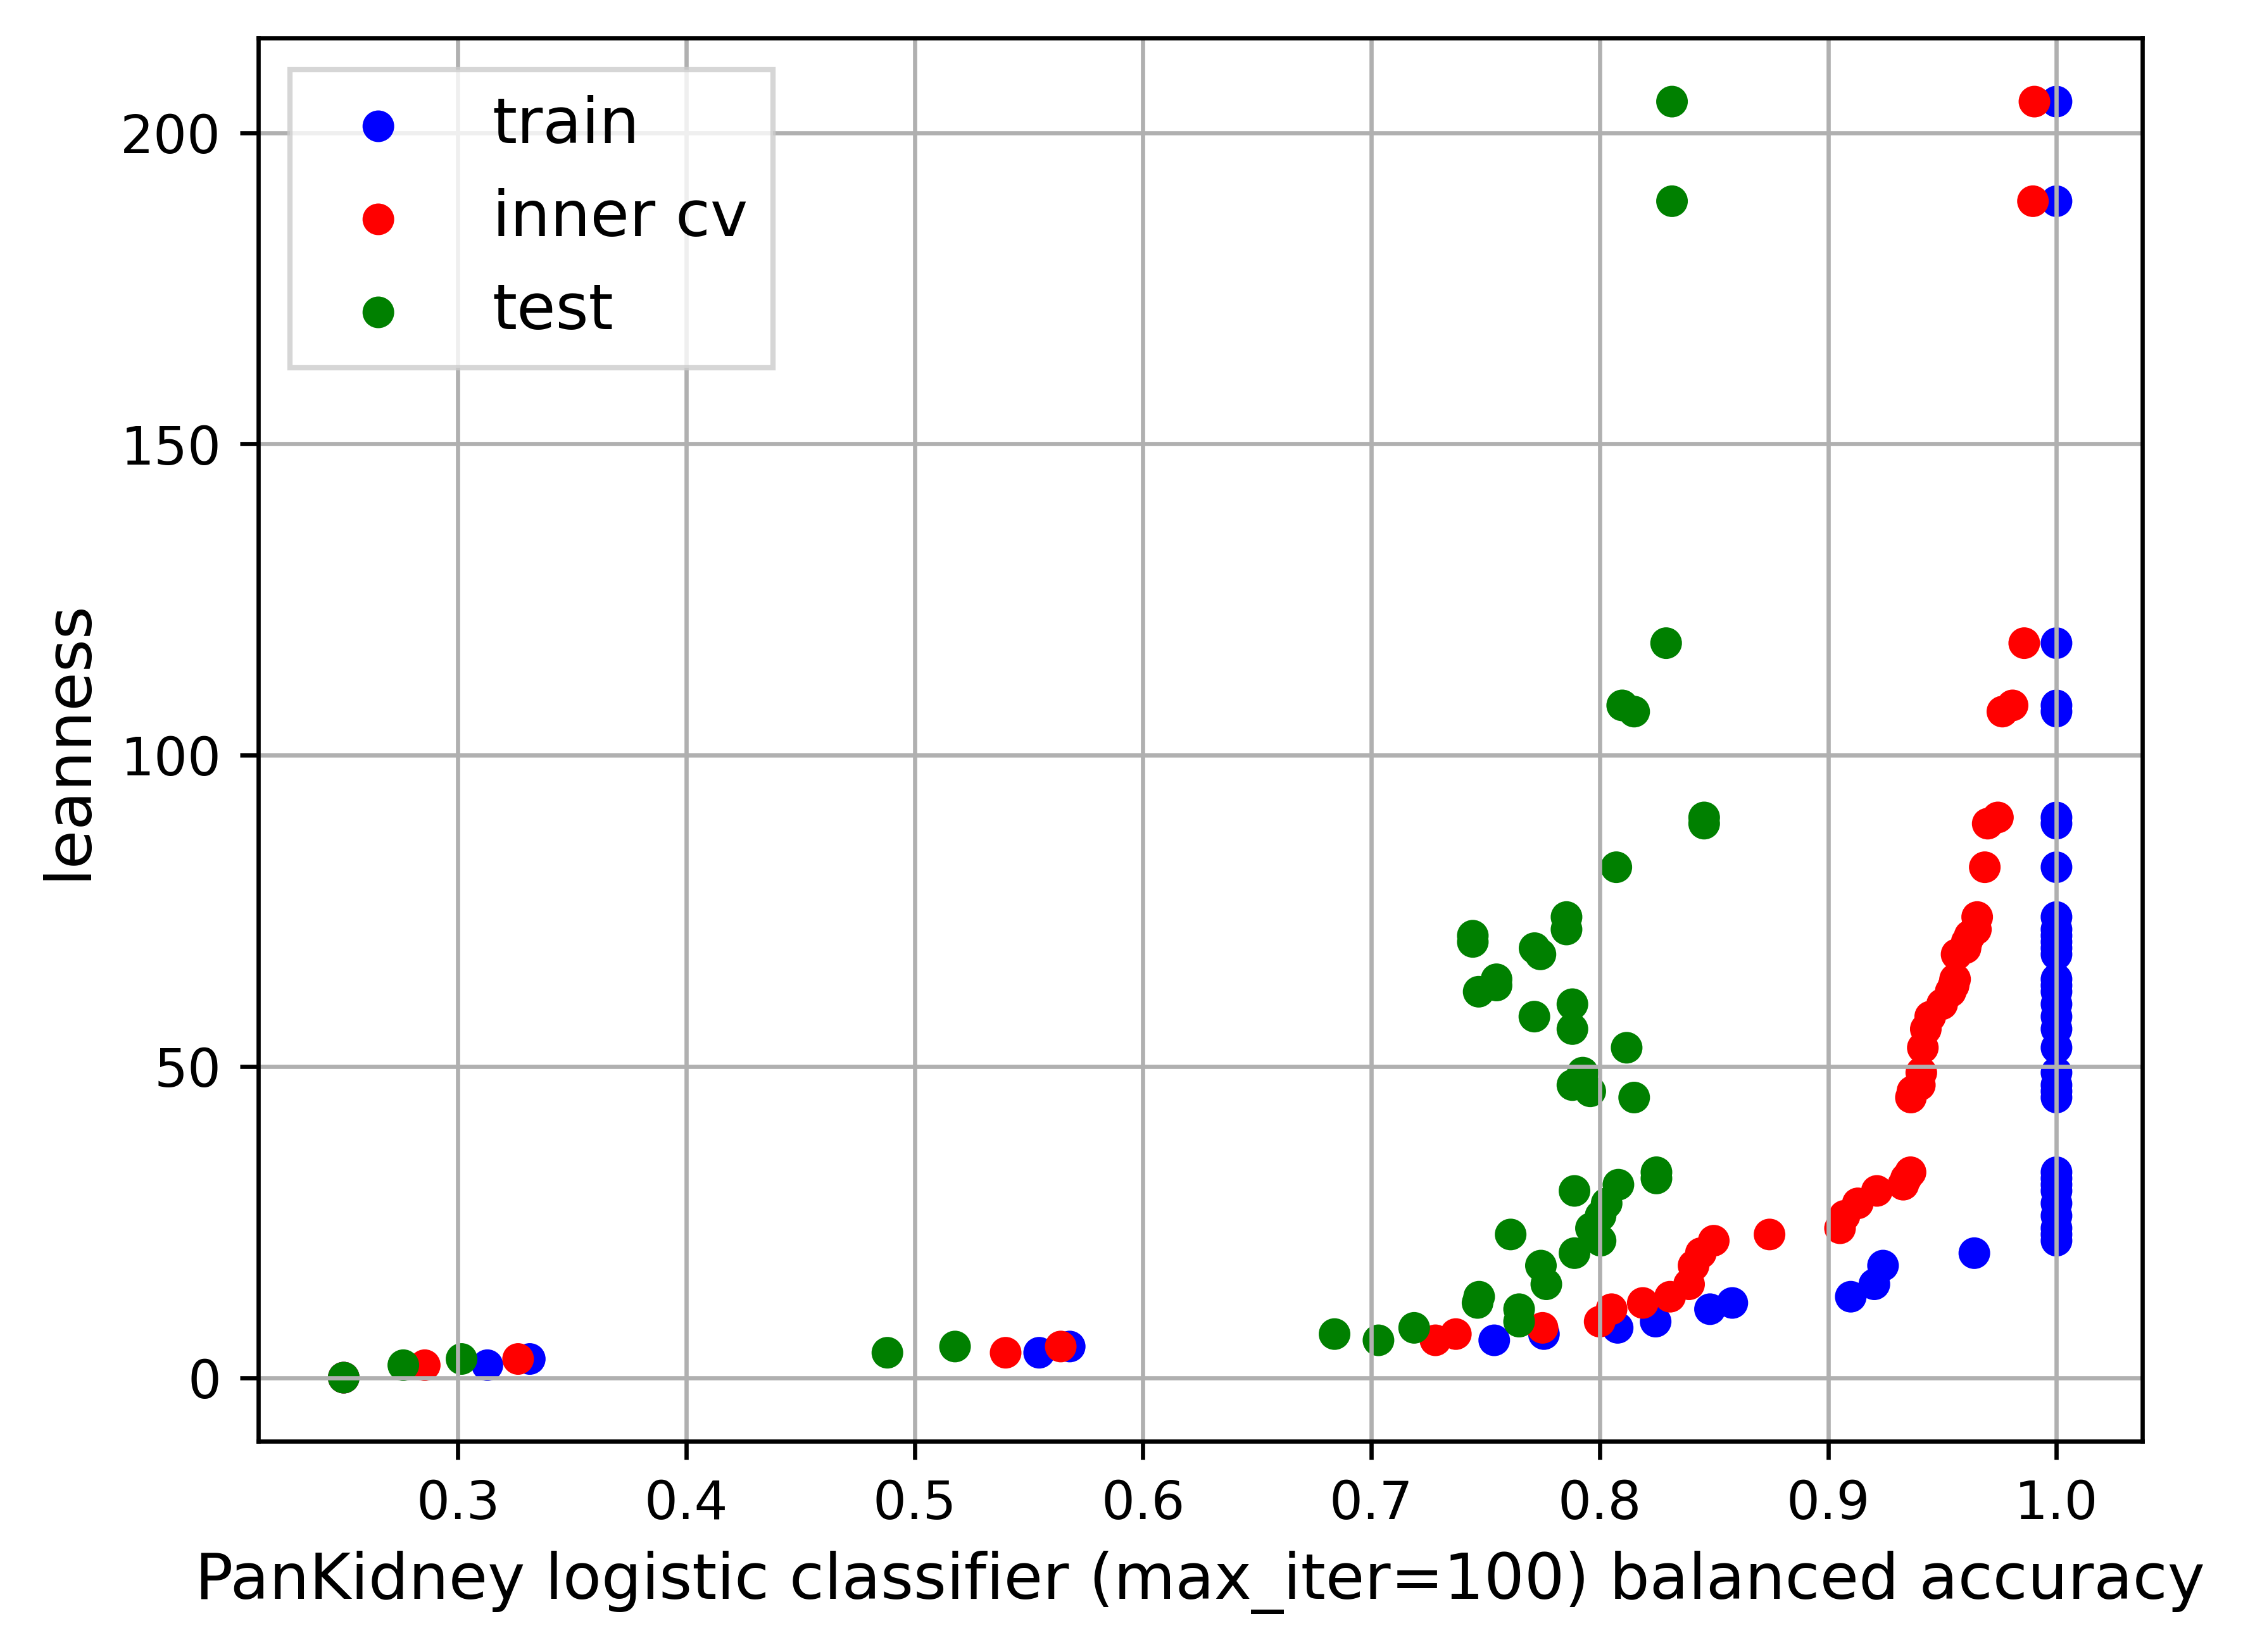 train
inner cv
test
200
150
100
50
0
leanness
0.3 0.4 0.5 0.6 0.7 0.8 0.9 1.0
PanKidney logistic classifier (max_iter=100) balanced accuracy